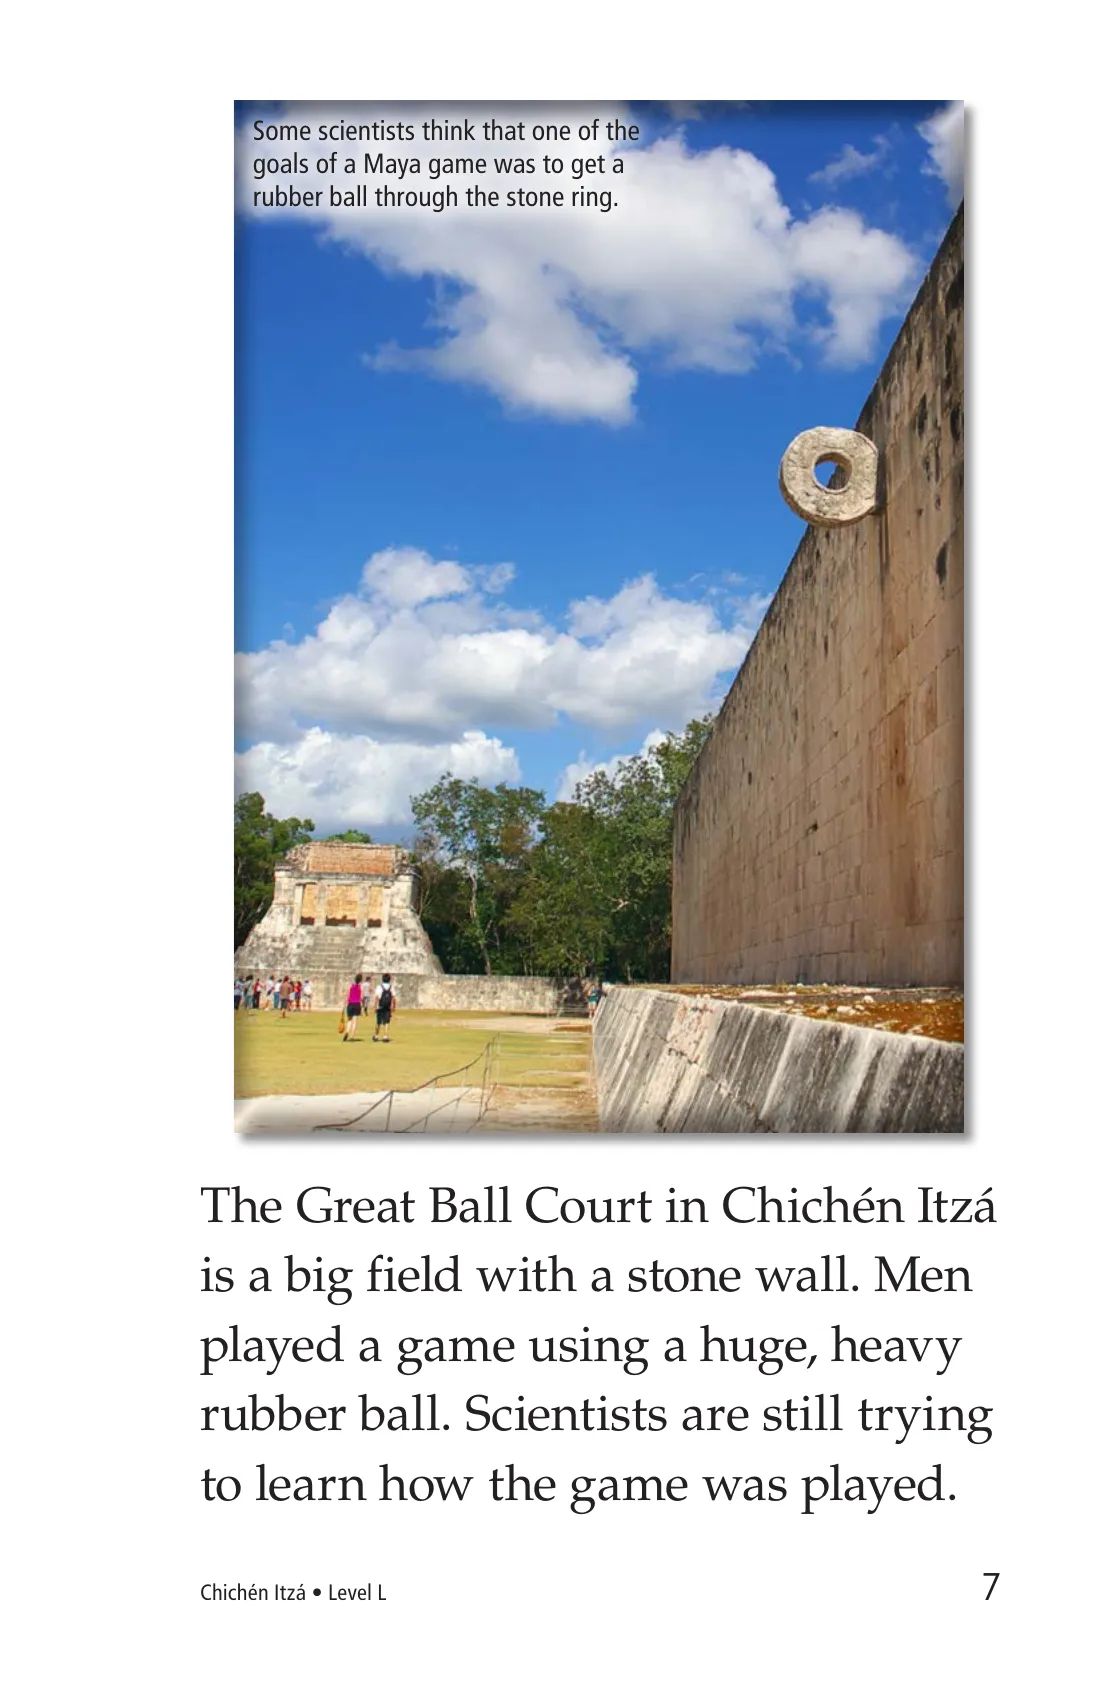 Some scientists think that one of the
goals of a Maya game was to get a
rubber ball through the stone ring.
The Great Ball Court in Chichén Itzá
is a big field with a stone wall. Men
played a game using a huge, heavy
rubber ball. Scientists are still trying
to learn how the game was played.
Chichén Itzá • Level L
7